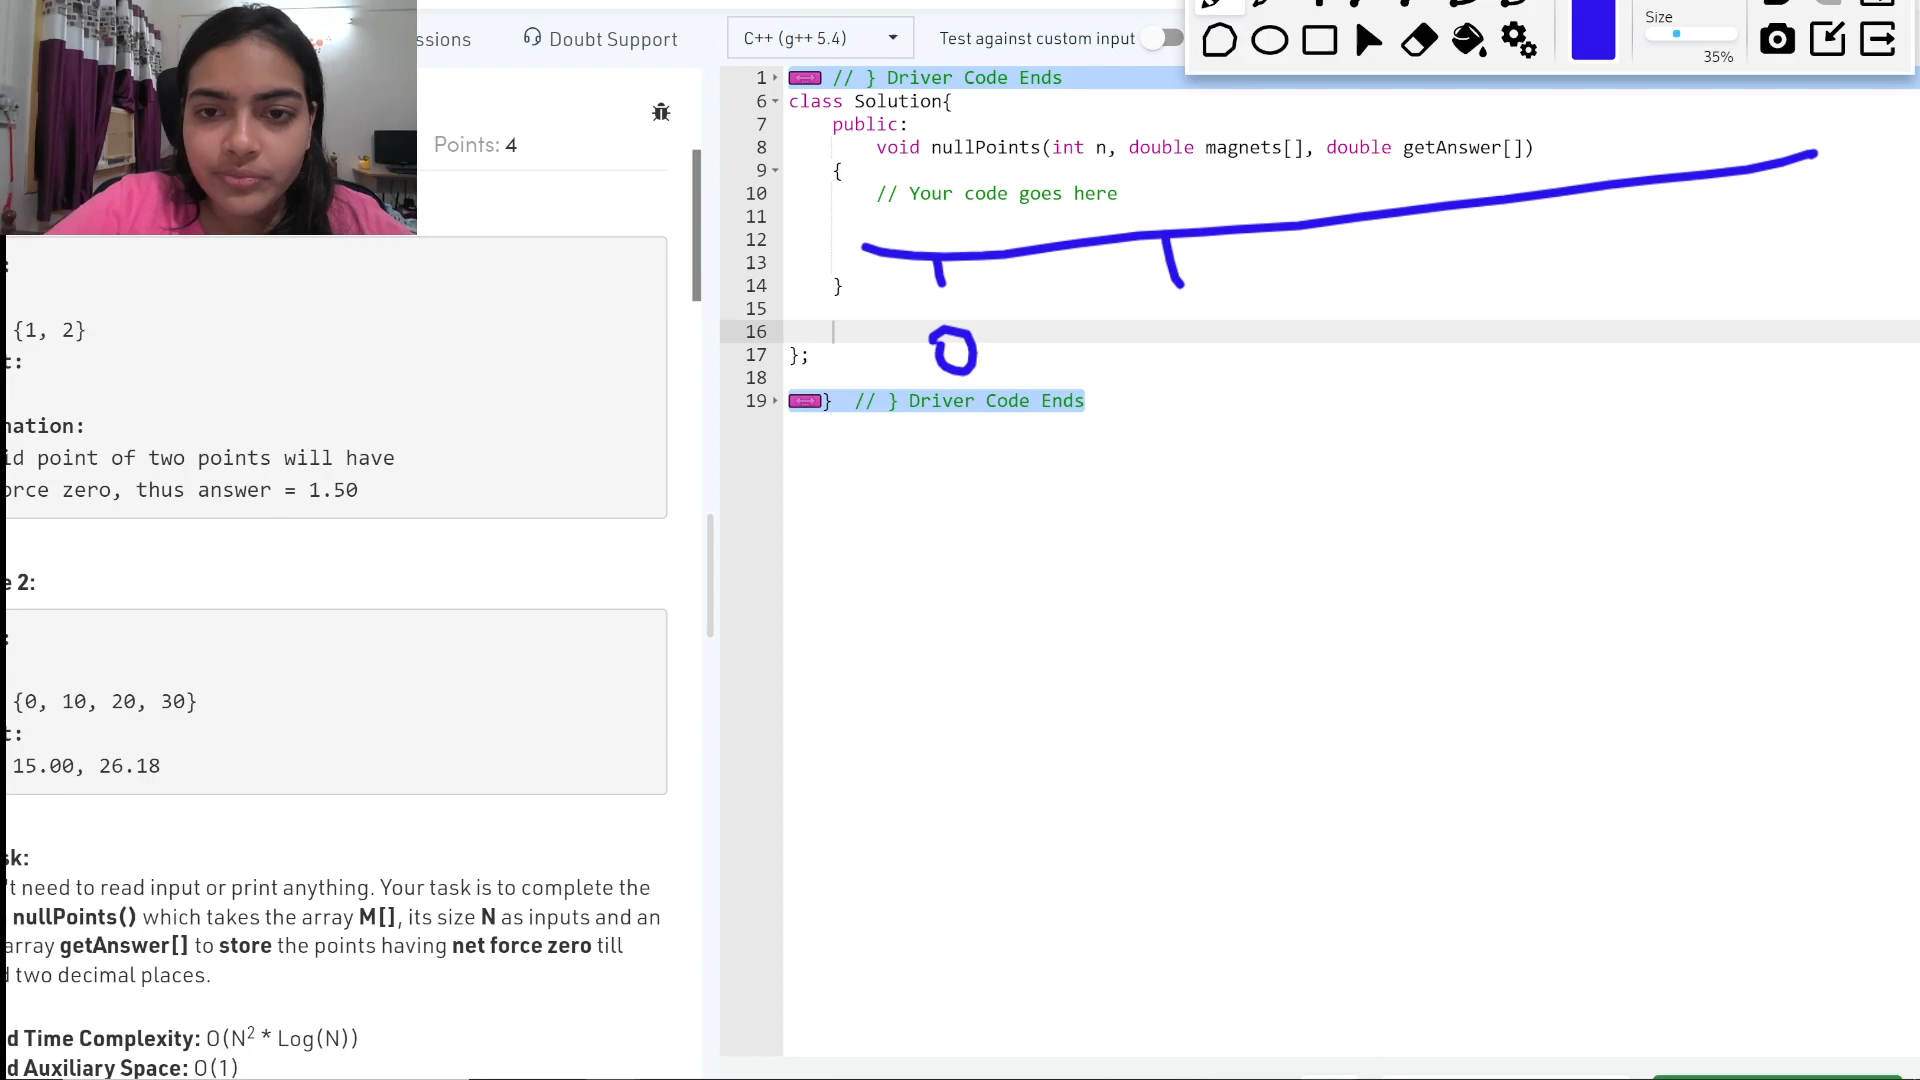 ssions
Doubt Support
C++ (g++ 5.4)
Test against custom input
Size
35%
Points: 4
:
{1, 2}
t:
nation:
id point of two points will have
orce zero, thus answer = 1.50
e 2:
:
{0, 10, 20, 30}
t:
15.00, 26.18
sk:
't need to read input or print anything. Your task is to complete the
nullPoints() which takes the array M[], its size N as inputs and an
array getAnswer[] to store the points having net force zero till
d two decimal places.
d Time Complexity: O(N² * Log(N))
d Auxiliary Space: O(1)
1 // } Driver Code Ends
6 class Solution{
7 public:
8 void nullPoints(int n, double magnets[], double getAnswer[])
9 {
10 // Your code goes here
11
12
13
14 }
15
16
0
17 };
18
19 } // } Driver Code Ends